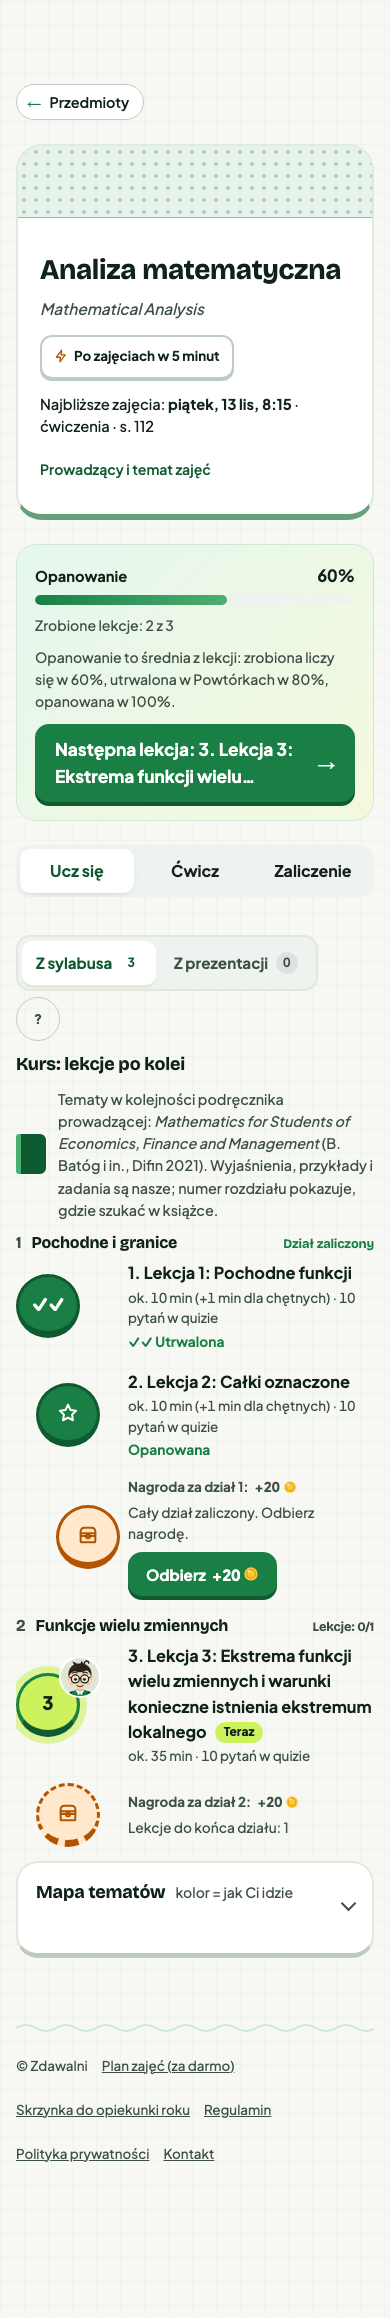 ← Przedmioty
Analiza matematyczna
Mathematical Analysis
Po zajęciach w 5 minut
Najbliższe zajęcia: piątek, 13 lis, 8:15 ·
ćwiczenia · s. 112
Prowadzący i temat zajęć
Opanowanie 60%
Zrobione lekcje: 2 z 3
Opanowanie to średnia z lekcji: zrobiona liczy
się w 60%, utrwalona w Powtórkach w 80%,
opanowana w 100%.
Następna lekcja: 3. Lekcja 3:
Ekstrema funkcji wielu... →
Ucz się Ćwicz Zaliczenie
Z sylabusa 3 Z prezentacji 0
?
Kurs: lekcje po kolei
Tematy w kolejności podręcznika
prowadzącej: Mathematics for Students of
Economics, Finance and Management (B.
Batóg i in., Difin 2021). Wyjaśnienia, przykłady i
zadania są nasze; numer rozdziału pokazuje,
gdzie szukać w książce.
1 Pochodne i granice Dział zaliczony
1. Lekcja 1: Pochodne funkcji
ok. 10 min (+1 min dla chętnych) · 10
pytań w quizie
✓✓ Utrwalona
2. Lekcja 2: Całki oznaczone
ok. 10 min (+1 min dla chętnych) · 10
pytań w quizie
Opanowana
Nagroda za dział 1: +20
Cały dział zaliczony. Odbierz
nagrodę.
Odbierz +20
2 Funkcje wielu zmiennych Lekcje: 0/1
3
3. Lekcja 3: Ekstrema funkcji
wielu zmiennych i warunki
konieczne istnienia ekstremum
lokalnego Teraz
ok. 35 min · 10 pytań w quizie
Nagroda za dział 2: +20
Lekcje do końca działu: 1
Mapa tematów kolor = jak Ci idzie
© Zdawalni Plan zajęć (za darmo)
Skrzynka do opiekunki roku Regulamin
Polityka prywatności Kontakt